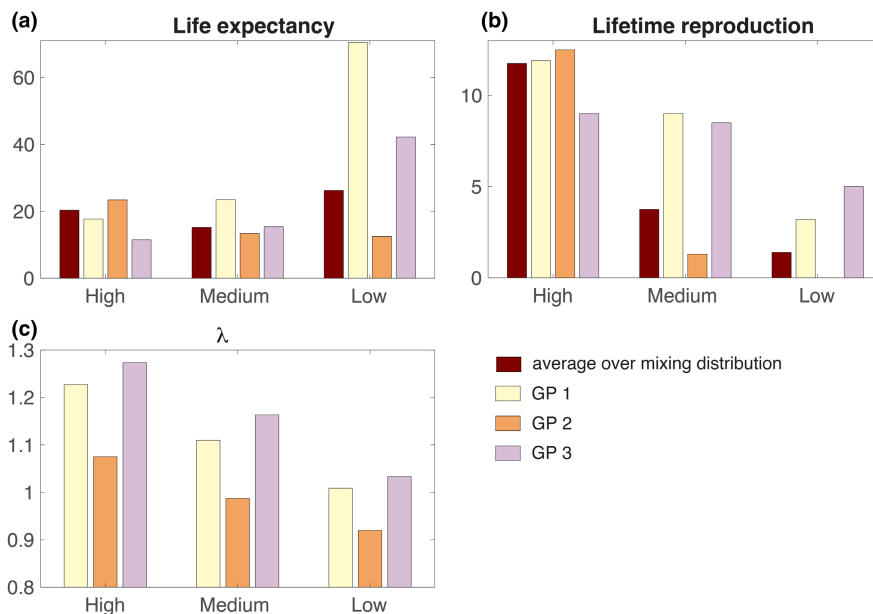 (a)
Life expectancy
60
40
20
0
High Medium Low
(b)
Lifetime reproduction
10
5
0
High Medium Low
(c)
λ
1.3
1.2
1.1
1
0.9
0.8
High Medium Low
average over mixing distribution
GP 1
GP 2
GP 3